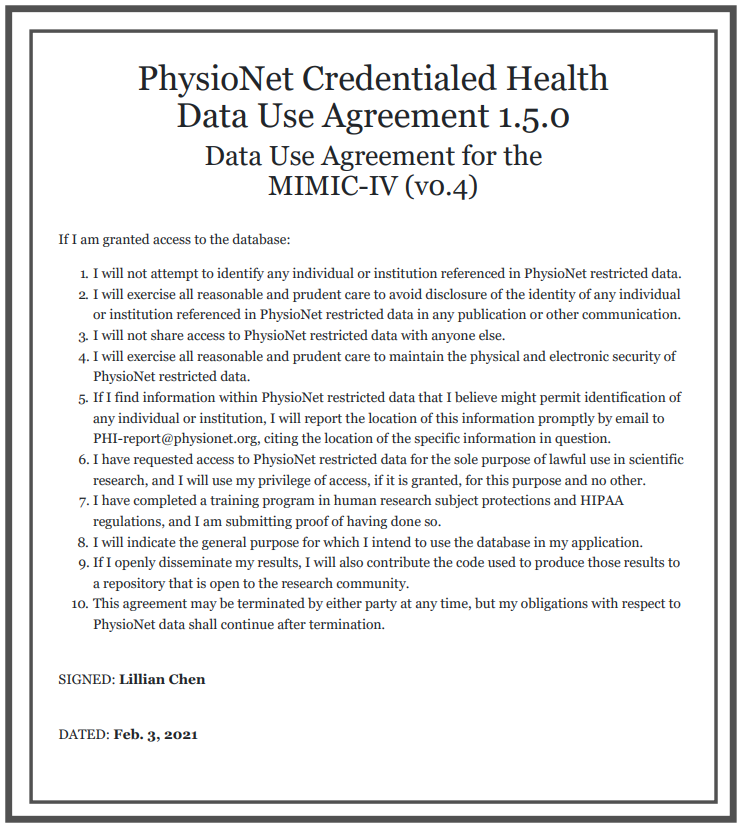 PhysioNet Credentialed Health
Data Use Agreement 1.5.0
Data Use Agreement for the
MIMIC-IV (v0.4)
If I am granted access to the database:
1. I will not attempt to identify any individual or institution referenced in PhysioNet restricted data.
2. I will exercise all reasonable and prudent care to avoid disclosure of the identity of any individual
or institution referenced in PhysioNet restricted data in any publication or other communication.
3. I will not share access to PhysioNet restricted data with anyone else.
4. I will exercise all reasonable and prudent care to maintain the physical and electronic security of
PhysioNet restricted data.
5. If I find information within PhysioNet restricted data that I believe might permit identification of
any individual or institution, I will report the location of this information promptly by email to
PHI-report@physionet.org, citing the location of the specific information in question.
6. I have requested access to PhysioNet restricted data for the sole purpose of lawful use in scientific
research, and I will use my privilege of access, if it is granted, for this purpose and no other.
7. I have completed a training program in human research subject protections and HIPAA
regulations, and I am submitting proof of having done so.
8. I will indicate the general purpose for which I intend to use the database in my application.
9. If I openly disseminate my results, I will also contribute the code used to produce those results to
a repository that is open to the research community.
10. This agreement may be terminated by either party at any time, but my obligations with respect to
PhysioNet data shall continue after termination.
SIGNED: Lillian Chen
DATED: Feb. 3, 2021